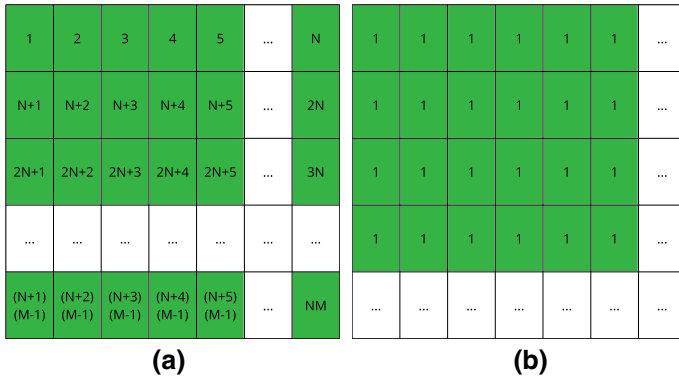 1 2 3 4 5 ... N
N+1 N+2 N+3 N+4 N+5 ... 2N
2N+1 2N+2 2N+3 2N+4 2N+5 ... 3N
... ... ... ... ... ... ...
(N+1) (N+2) (N+3) (N+4) (N+5) ... NM
(M-1) (M-1) (M-1) (M-1) (M-1)
(a)
1 1 1 1 1 1 ...
1 1 1 1 1 1 ...
1 1 1 1 1 1 ...
1 1 1 1 1 1 ...
... ... ... ... ... ... ...
(b)